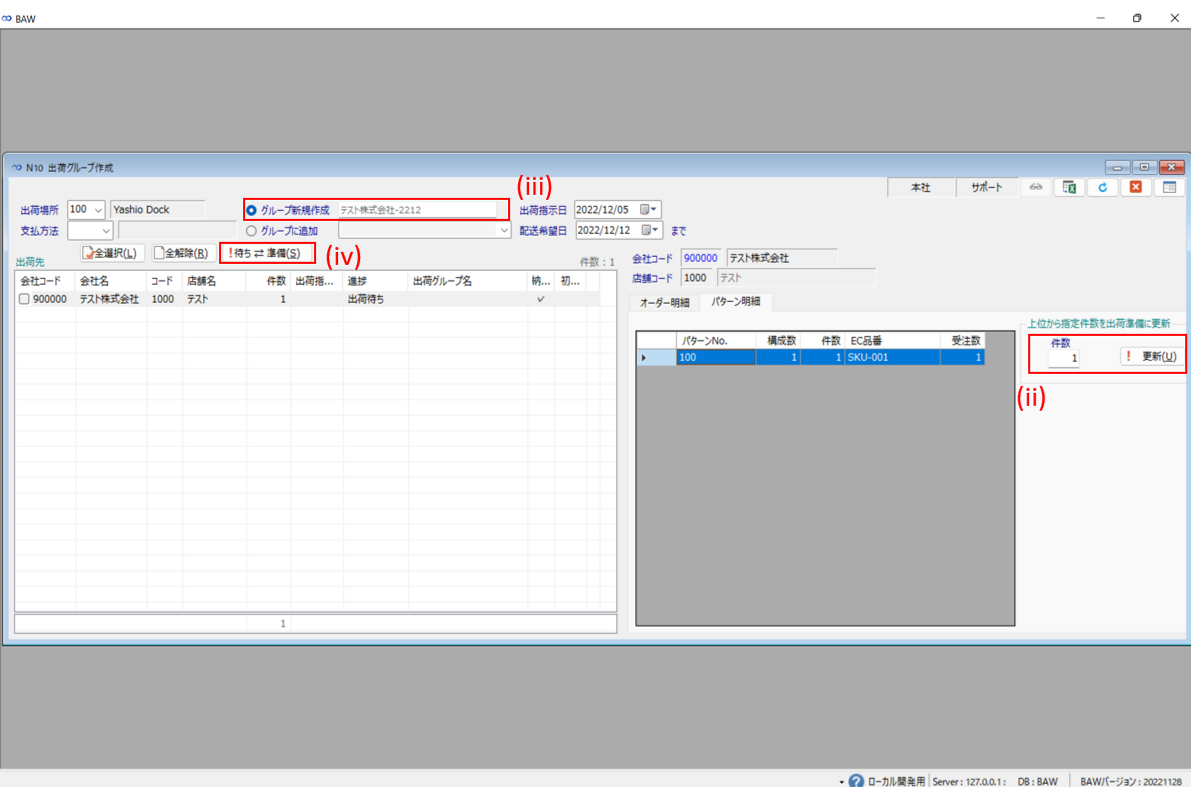 BAW
N10 出荷グループ作成
(iii)
本社 サポート
出荷場所 100 Yashio Dock グループ新規作成 テスト株式会社-2212 出荷指示日 2022/12/05
支払方法 グループに追加 配送希望日 2022/12/12 まで
全選択(L) 全解除(R) !待ち ⇄ 準備(S) (iv)
出荷先 件数 : 1
会社コード 900000 テスト株式会社
店舗コード 1000 テスト
会社コード 会社名 コード 店舗名 件数 出荷指... 進捗 出荷グループ名 納... 初...
900000 テスト株式会社 1000 テスト 1 出荷待ち ✓
1
オーダー明細 パターン明細
パターンNo. 構成数 件数 EC品番 受注数
100 1 1 SKU-001 1
上位から指定件数を出荷準備に更新
件数
1 ! 更新(U)
(ii)
ローカル開発用 Server : 127.0.0.1 : DB : BAW BAWバージョン : 20221128